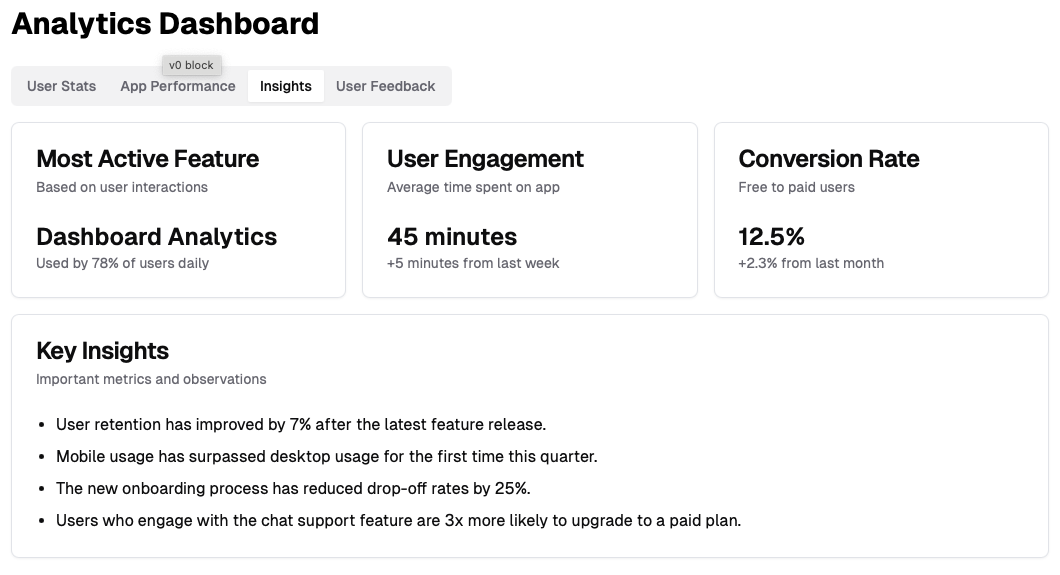 Analytics Dashboard
v0 block
User Stats App Performance Insights User Feedback
Most Active Feature
Based on user interactions
Dashboard Analytics
Used by 78% of users daily
User Engagement
Average time spent on app
45 minutes
+5 minutes from last week
Conversion Rate
Free to paid users
12.5%
+2.3% from last month
Key Insights
Important metrics and observations
• User retention has improved by 7% after the latest feature release.
• Mobile usage has surpassed desktop usage for the first time this quarter.
• The new onboarding process has reduced drop-off rates by 25%.
• Users who engage with the chat support feature are 3x more likely to upgrade to a paid plan.